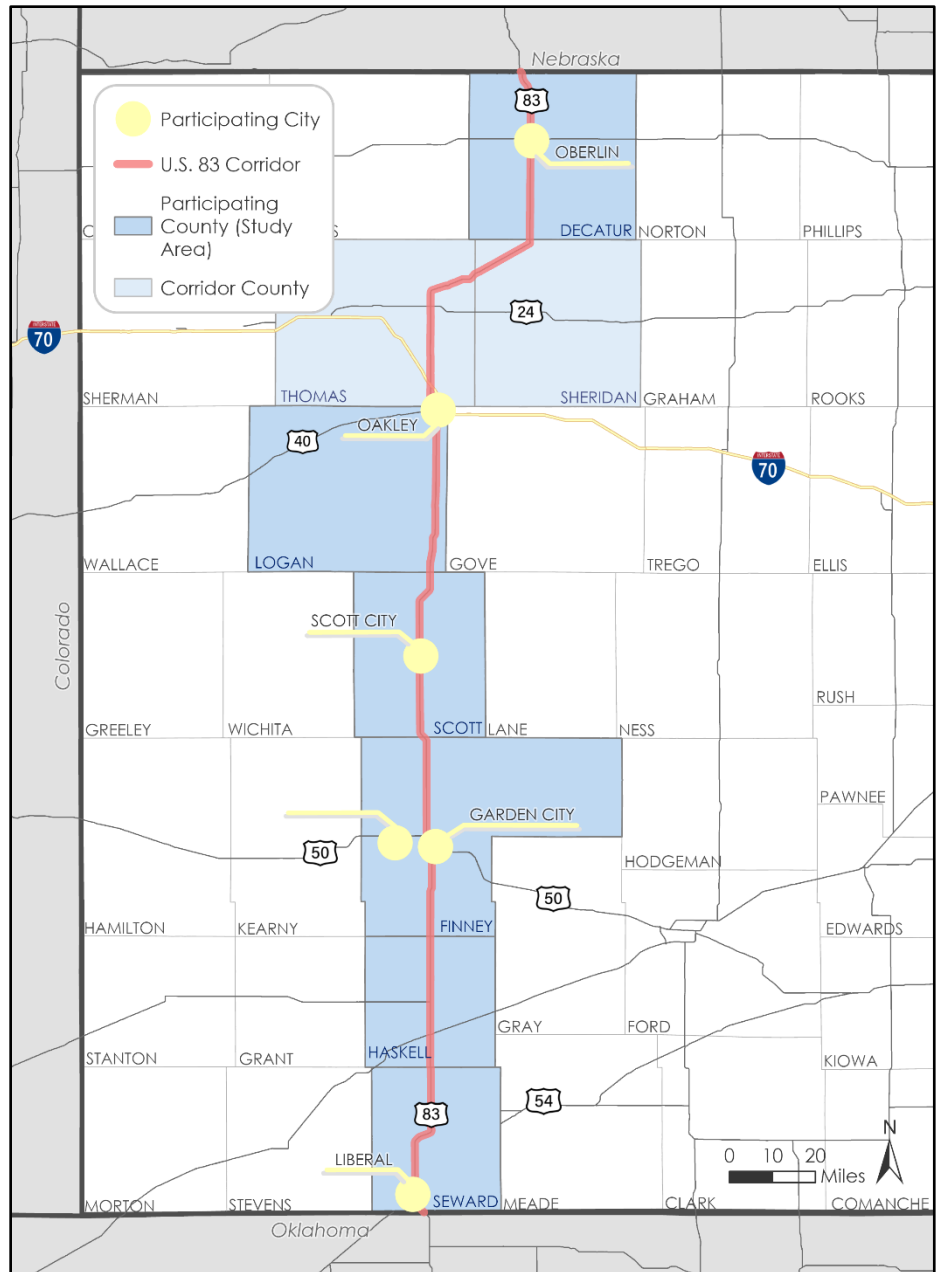 Nebraska
83
Participating City
OBERLIN
U.S. 83 Corridor
Participating
County (Study
Area)
C
S
DECATUR
NORTON
PHILLIPS
Corridor County
24
INTERSTATE
70
SHERMAN
THOMAS
SHERIDAN
GRAHAM
ROOKS
OAKLEY
40
INTERSTATE
70
WALLACE
LOGAN
GOVE
TREGO
ELLIS
Colorado
SCOTT CITY
RUSH
GREELEY
WICHITA
SCOTT
LANE
NESS
PAWNEE
GARDEN CITY
50
HODGEMAN
50
HAMILTON
KEARNY
FINNEY
EDWARDS
GRAY
FORD
STANTON
GRANT
HASKELL
KIOWA
54
83
N
LIBERAL
0 10 20
Miles
MORTON
STEVENS
SEWARD
MEADE
CLARK
COMANCHE
Oklahoma